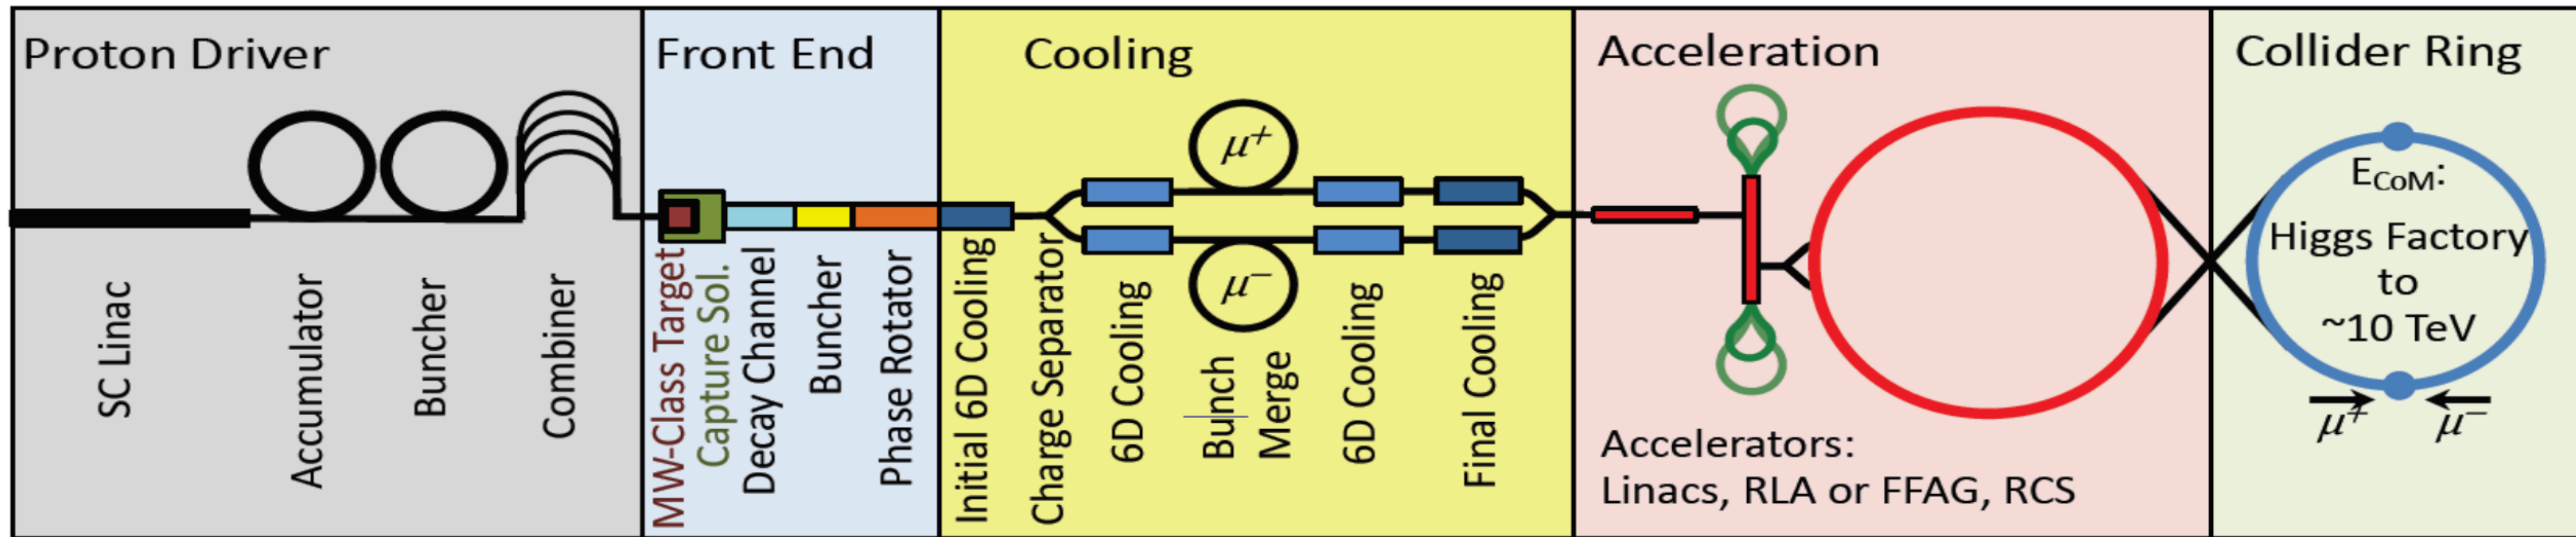 Proton Driver
SC Linac
Accumulator
Buncher
Combiner
Front End
MW-Class Target
Capture Sol.
Decay Channel
Buncher
Phase Rotator
Cooling
Initial 6D Cooling
Charge Separator
6D Cooling
μ+
μ−
Bunch
Merge
6D Cooling
Final Cooling
Acceleration
Accelerators:
Linacs, RLA or FFAG, RCS
Collider Ring
ECoM:
Higgs Factory
to
~10 TeV
μ+ μ−